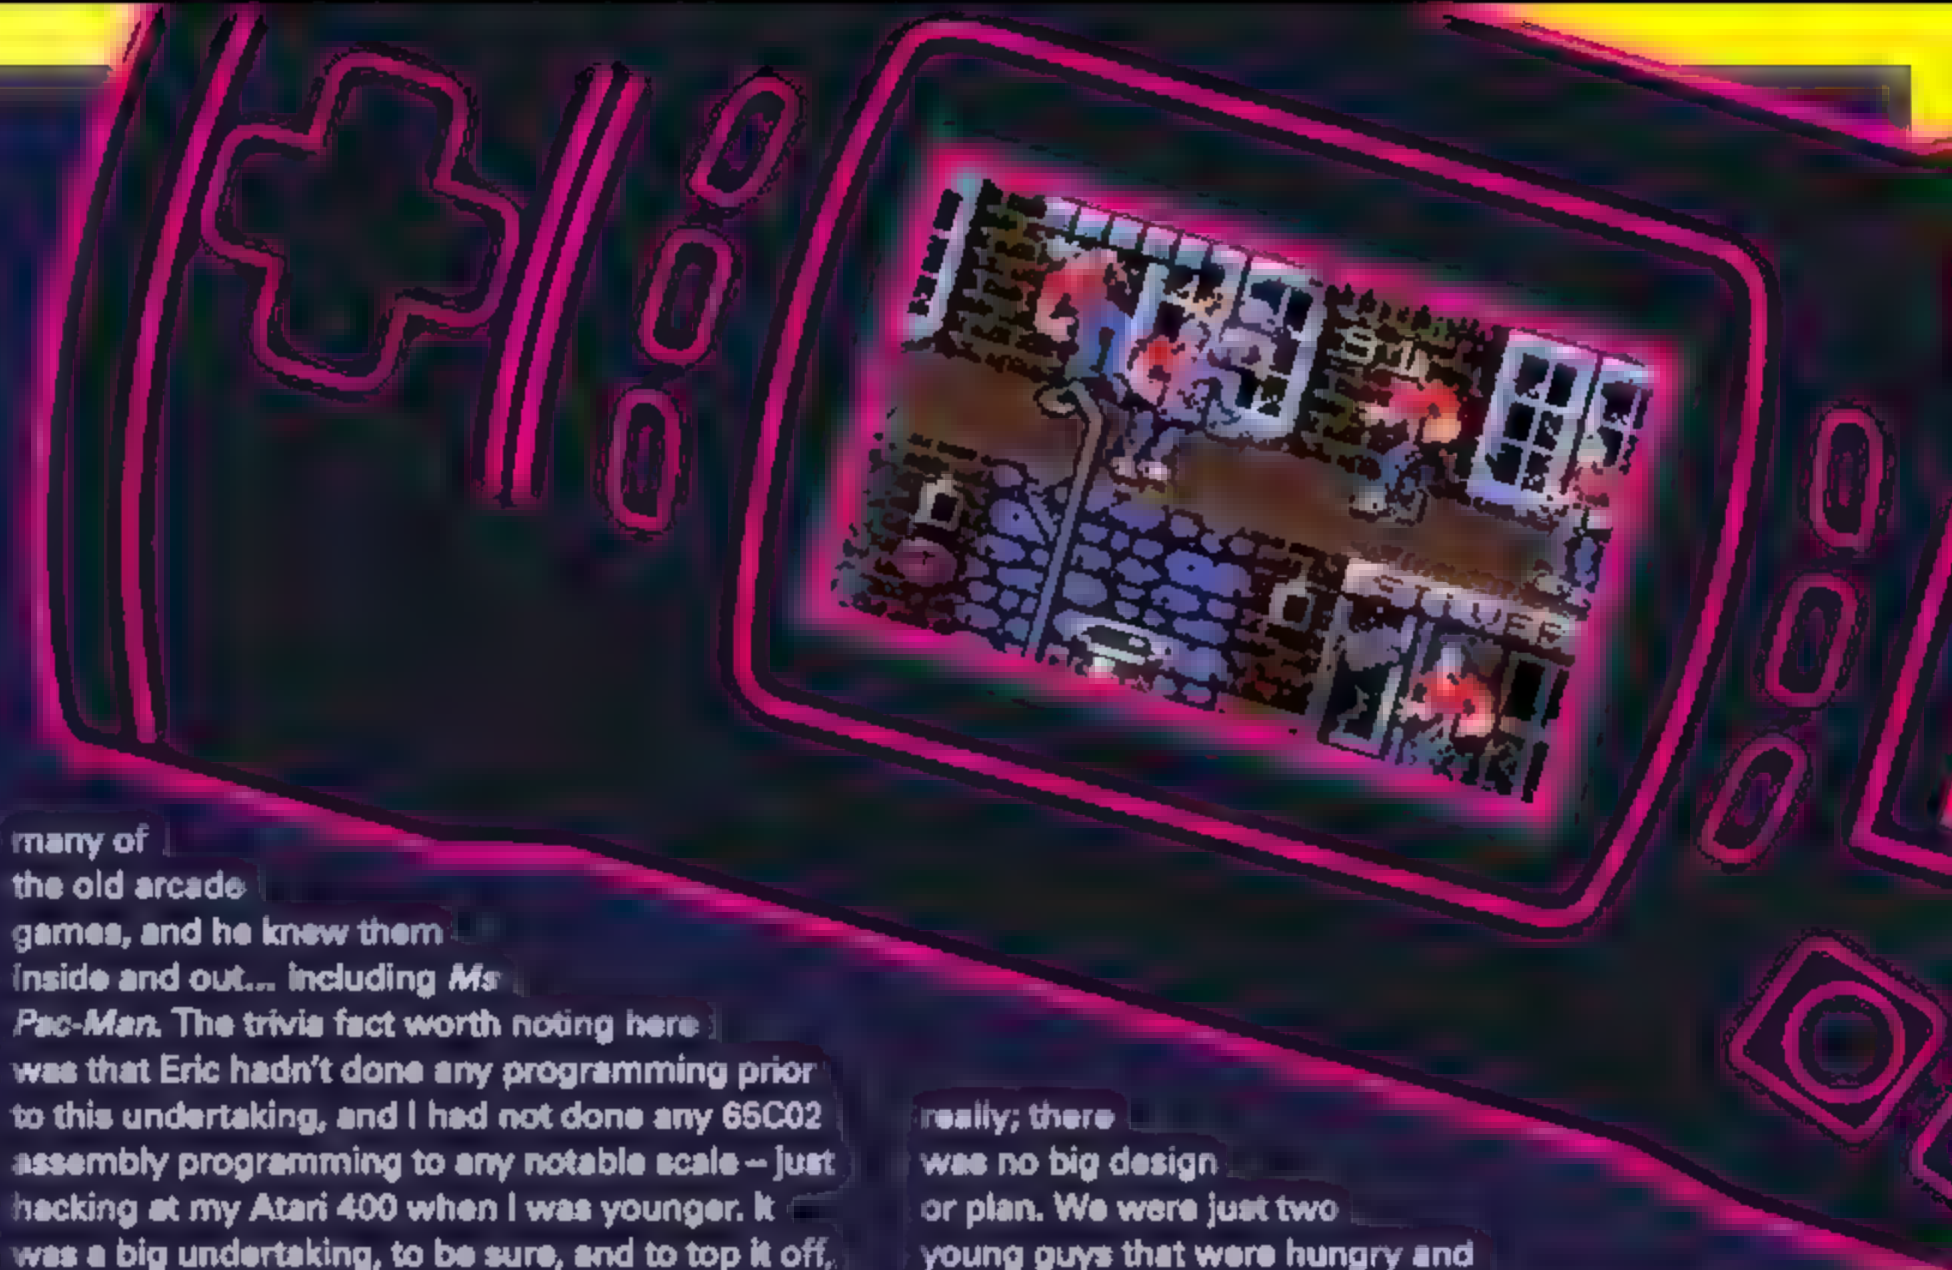 STUFF
many of
the old arcade
games, and he knew them
inside and out... including Ms
Pac-Man. The trivia fact worth noting here
was that Eric hadn't done any programming prior
to this undertaking, and I had not done any 65C02
assembly programming to any notable scale – just
hacking at my Atari 400 when I was younger. It
was a big undertaking, to be sure, and to top it off,
really; there
was no big design
or plan. We were just two
young guys that were hungry and